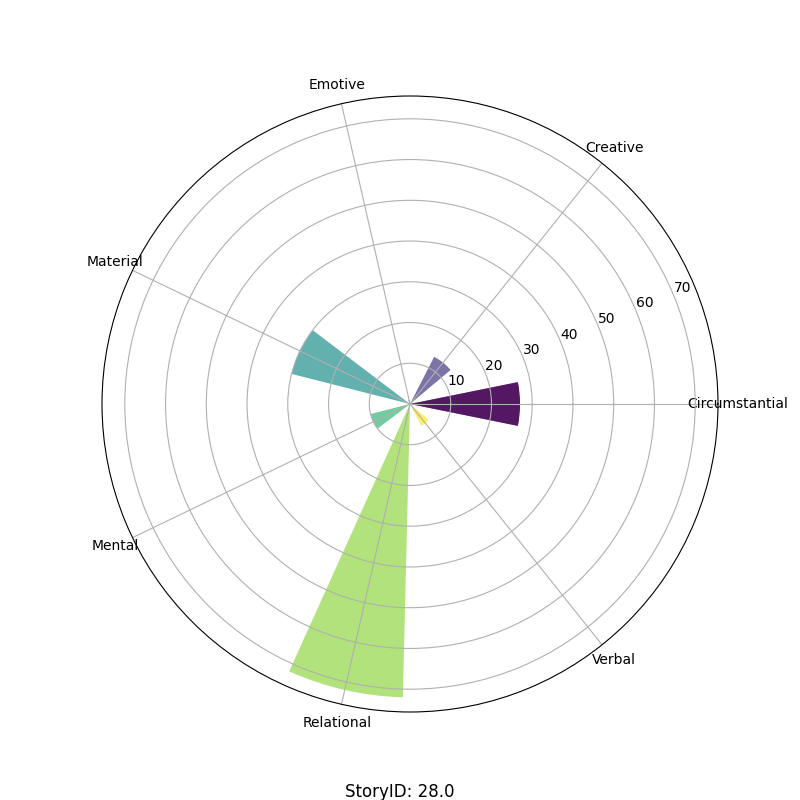 Emotive
Creative
Material
70
60
50
40
30
20
10
Circumstantial
Mental
Verbal
Relational
StoryID: 28.0